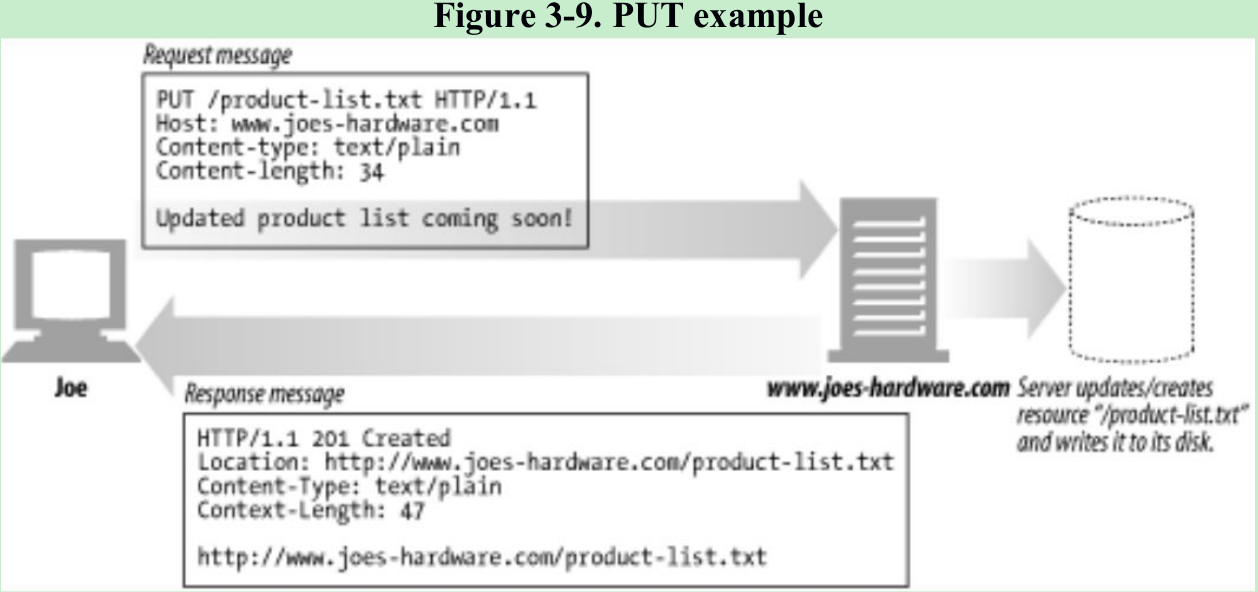 Figure 3-9. PUT example
Request message
PUT /product-list.txt HTTP/1.1
Host: www.joes-hardware.com
Content-type: text/plain
Content-length: 34
Updated product list coming soon!
Joe
www.joes-hardware.com
Server updates/creates
resource "/product-list.txt"
and writes it to its disk.
Response message
HTTP/1.1 201 Created
Location: http://www.joes-hardware.com/product-list.txt
Content-Type: text/plain
Context-Length: 47
http://www.joes-hardware.com/product-list.txt